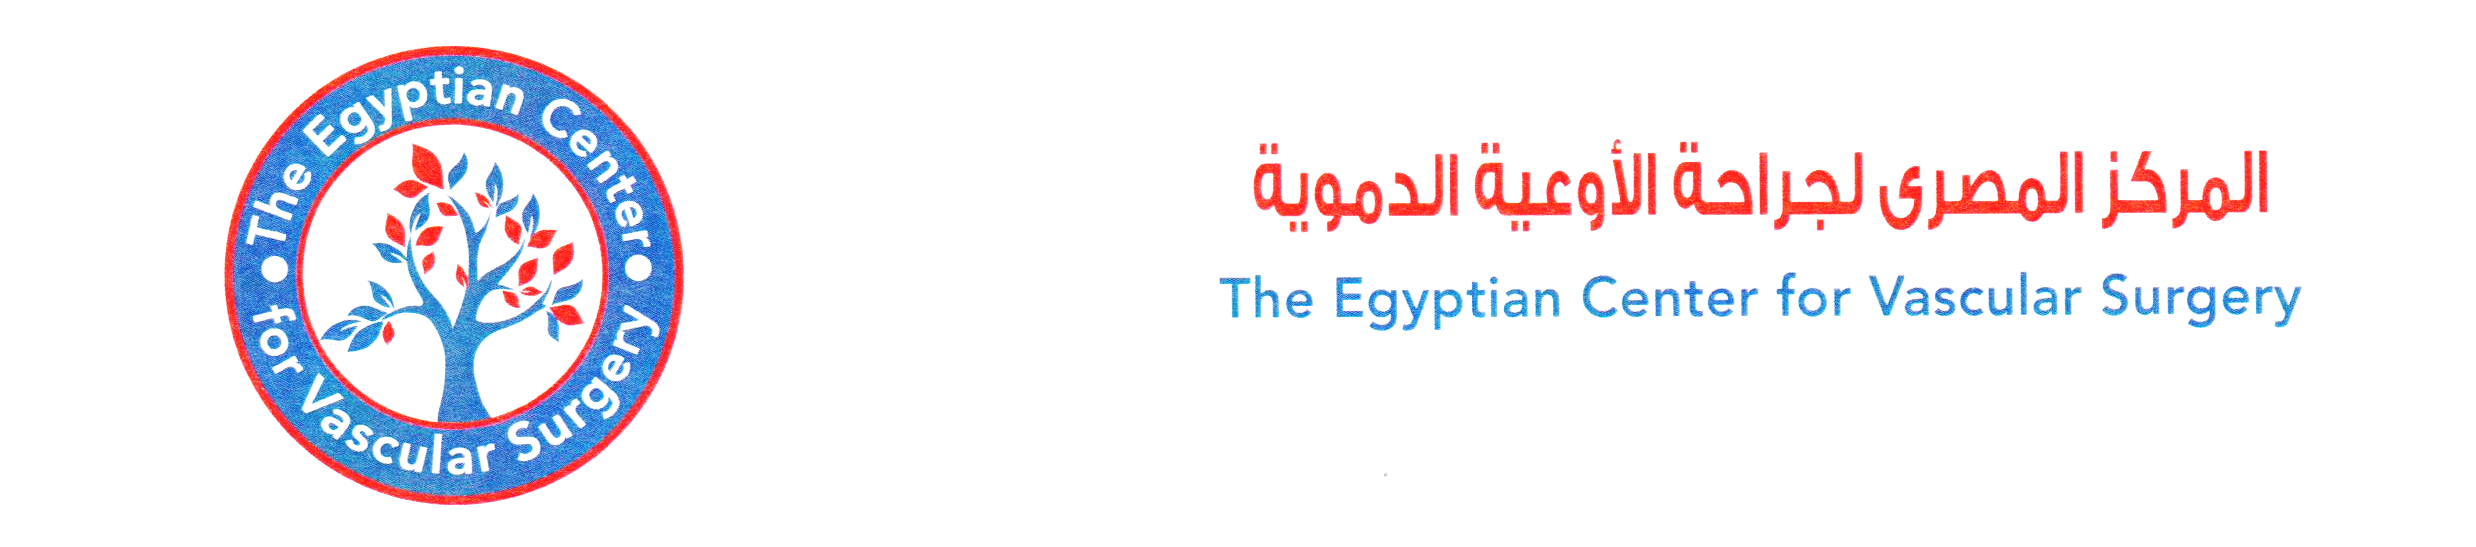 The Egyptian Center
for Vascular Surgery
المركز المصرى لجراحة الأوعية الدموية
The Egyptian Center for Vascular Surgery